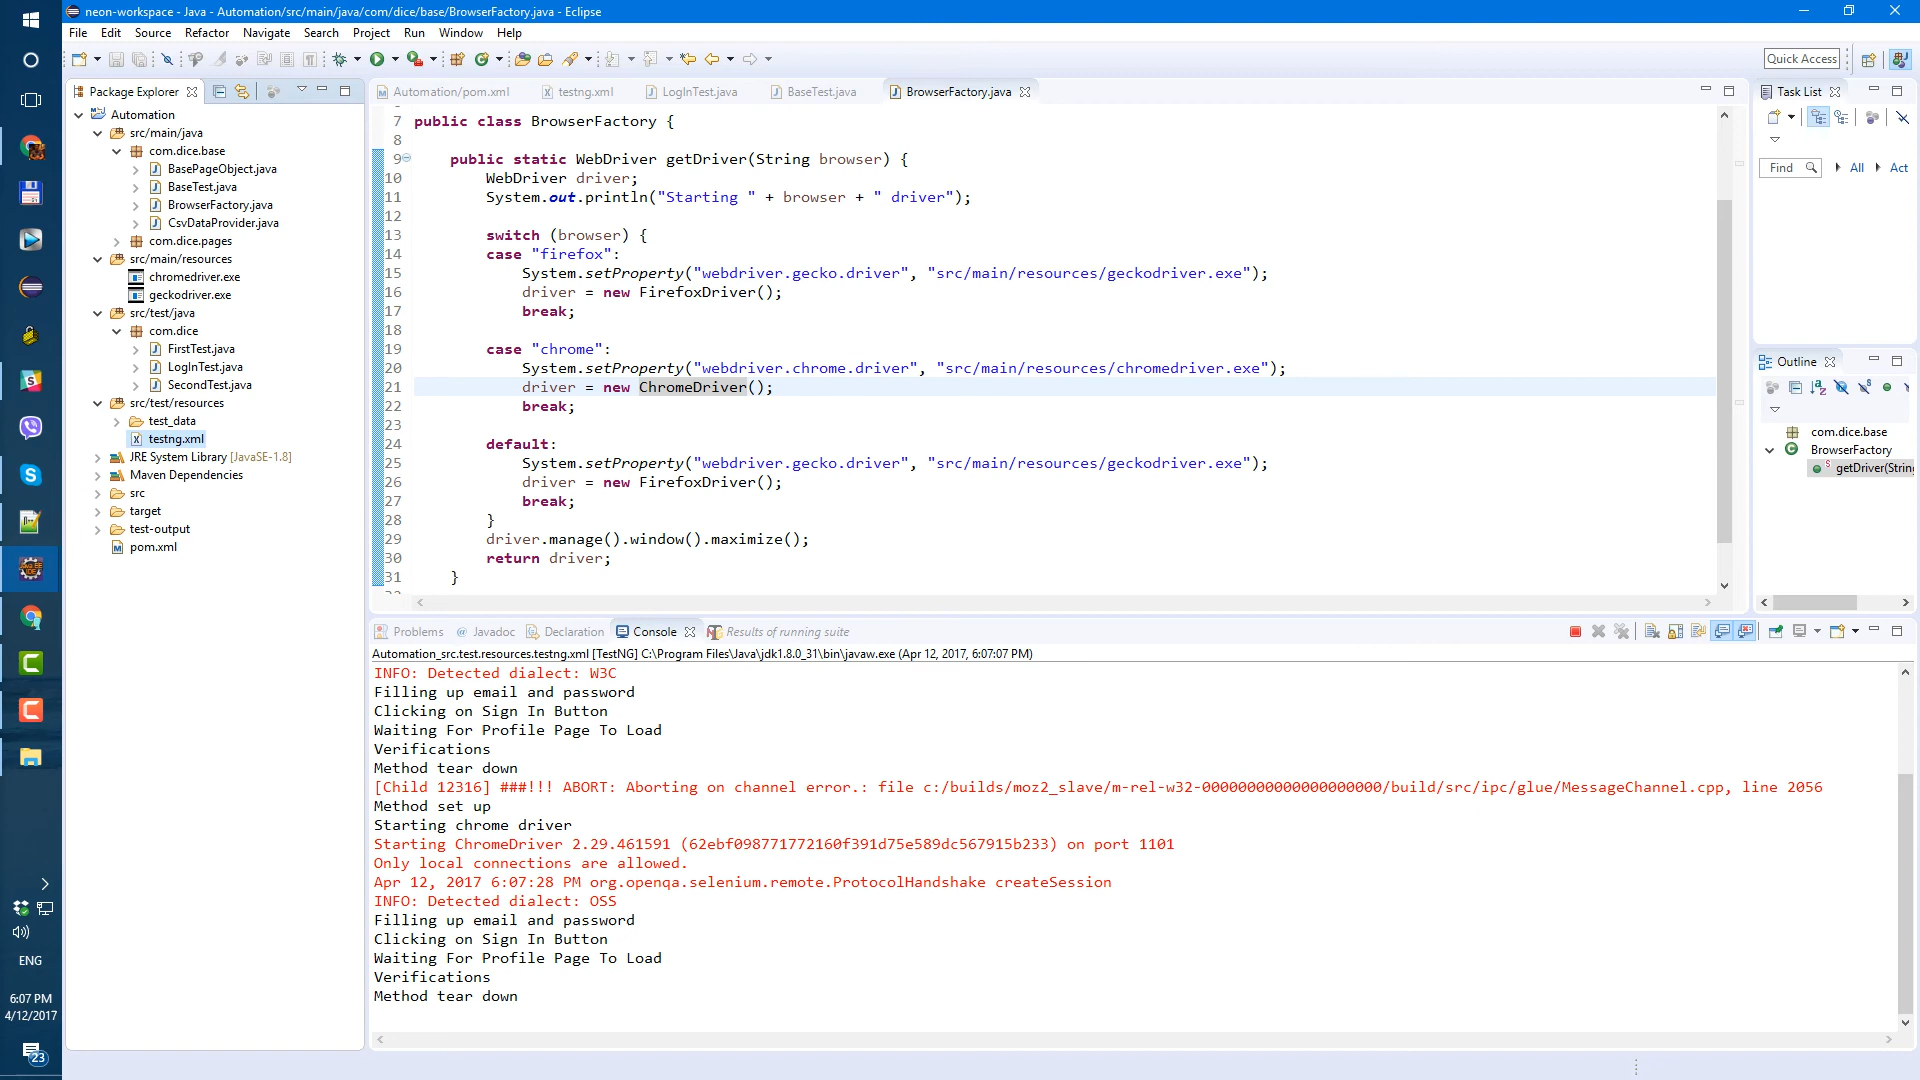 neon-workspace - Java - Automation/src/main/java/com/dice/base/BrowserFactory.java - Eclipse
File Edit Source Refactor Navigate Search Project Run Window Help
Quick Access
Package Explorer
Automation
src/main/java
com.dice.base
BasePageObject.java
BaseTest.java
BrowserFactory.java
CsvDataProvider.java
com.dice.pages
src/main/resources
chromedriver.exe
geckodriver.exe
src/test/java
com.dice
FirstTest.java
LogInTest.java
SecondTest.java
src/test/resources
test_data
testng.xml
JRE System Library [JavaSE-1.8]
Maven Dependencies
src
target
test-output
pom.xml
Automation/pom.xml testng.xml LogInTest.java BaseTest.java BrowserFactory.java
7 public class BrowserFactory {
8
9 public static WebDriver getDriver(String browser) {
10 WebDriver driver;
11 System.out.println("Starting " + browser + " driver");
12
13 switch (browser) {
14 case "firefox":
15 System.setProperty("webdriver.gecko.driver", "src/main/resources/geckodriver.exe");
16 driver = new FirefoxDriver();
17 break;
18
19 case "chrome":
20 System.setProperty("webdriver.chrome.driver", "src/main/resources/chromedriver.exe");
21 driver = new ChromeDriver();
22 break;
23
24 default:
25 System.setProperty("webdriver.gecko.driver", "src/main/resources/geckodriver.exe");
26 driver = new FirefoxDriver();
27 break;
28 }
29 driver.manage().window().maximize();
30 return driver;
31 }
Task List
Find All Act
Outline
com.dice.base
BrowserFactory
getDriver(String
Problems @ Javadoc Declaration Console Results of running suite
Automation_src.test.resources.testng.xml [TestNG] C:\Program Files\Java\jdk1.8.0_31\bin\javaw.exe (Apr 12, 2017, 6:07:07 PM)
INFO: Detected dialect: W3C
Filling up email and password
Clicking on Sign In Button
Waiting For Profile Page To Load
Verifications
Method tear down
[Child 12316] ###!!! ABORT: Aborting on channel error.: file c:/builds/moz2_slave/m-rel-w32-00000000000000000000/build/src/ipc/glue/MessageChannel.cpp, line 2056
Method set up
Starting chrome driver
Starting ChromeDriver 2.29.461591 (62ebf098771772160f391d75e589dc567915b233) on port 1101
Only local connections are allowed.
Apr 12, 2017 6:07:28 PM org.openqa.selenium.remote.ProtocolHandshake createSession
INFO: Detected dialect: OSS
Filling up email and password
Clicking on Sign In Button
Waiting For Profile Page To Load
Verifications
Method tear down
ENG
6:07 PM
4/12/2017
23